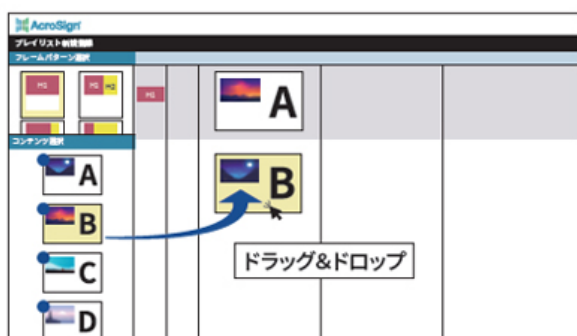 AcroSign
プレイリスト新規登録
フレームパターン選択
M1
M1 M2
M1
A
コンテンツ選択
A
B
B
C
D
ドラッグ&ドロップ